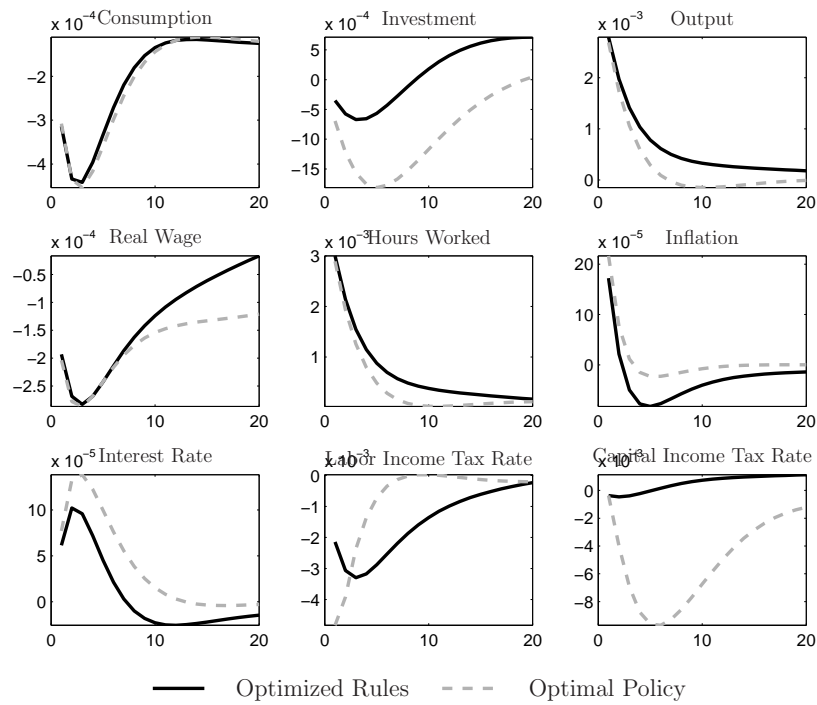 x 10⁻⁴ Consumption
−2
−3
−4
0 10 20
x 10⁻⁴ Investment
5
0
−5
−10
−15
0 10 20
x 10⁻³ Output
2
1
0
0 10 20
x 10⁻⁴ Real Wage
−0.5
−1
−1.5
−2
−2.5
0 10 20
x 10⁻³ Hours Worked
3
2
1
0 10 20
x 10⁻⁵ Inflation
20
10
0
0 10 20
x 10⁻⁵ Interest Rate
10
5
0
0 10 20
x 10⁻³ Labor Income Tax Rate
0
−1
−2
−3
−4
0 10 20
x 10⁻³ Capital Income Tax Rate
0
−2
−4
−6
−8
0 10 20
Optimized Rules Optimal Policy